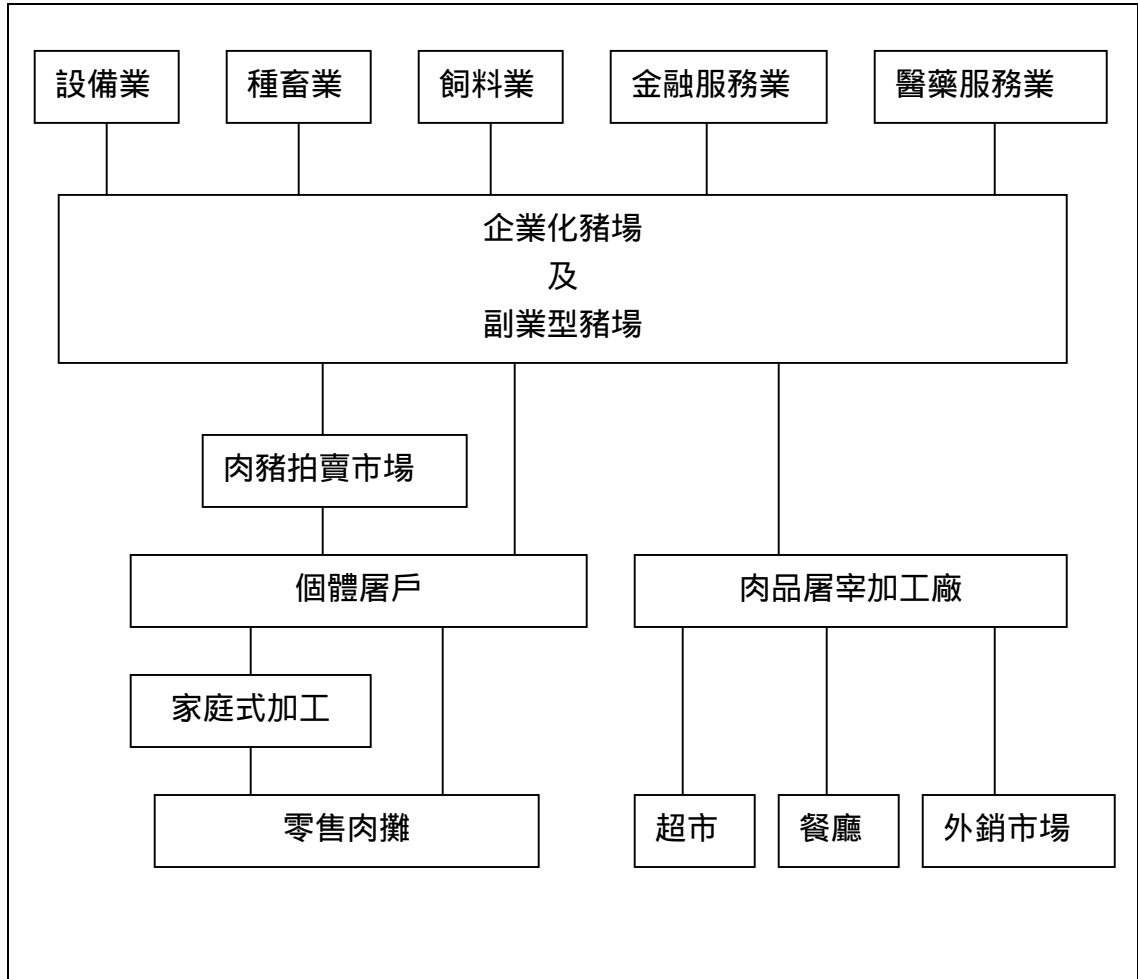 設備業
種畜業
飼料業
金融服務業
醫藥服務業
企業化豬場
及
副業型豬場
肉豬拍賣市場
個體屠戶
肉品屠宰加工廠
家庭式加工
零售肉攤
超市
餐廳
外銷市場